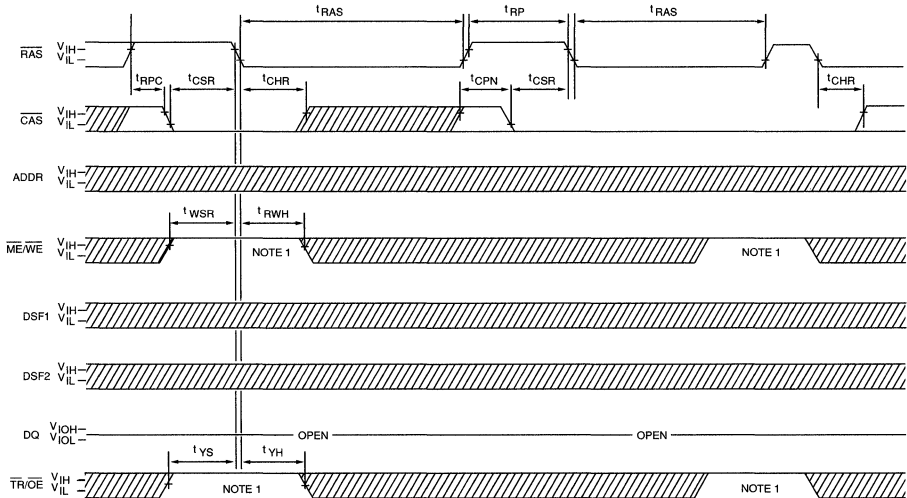 tRAS tRP tRAS
RAS VIH VIL
tRPC tCSR tCHR tCPN tCSR tCHR
CAS VIH VIL
ADDR VIH VIL
tWSR tRWH
ME/WE VIH VIL NOTE 1 NOTE 1
DSF1 VIH VIL
DSF2 VIH VIL
DQ VIOH VIOL OPEN OPEN
tYS tYH
TR/OE VIH VIL NOTE 1 NOTE 1